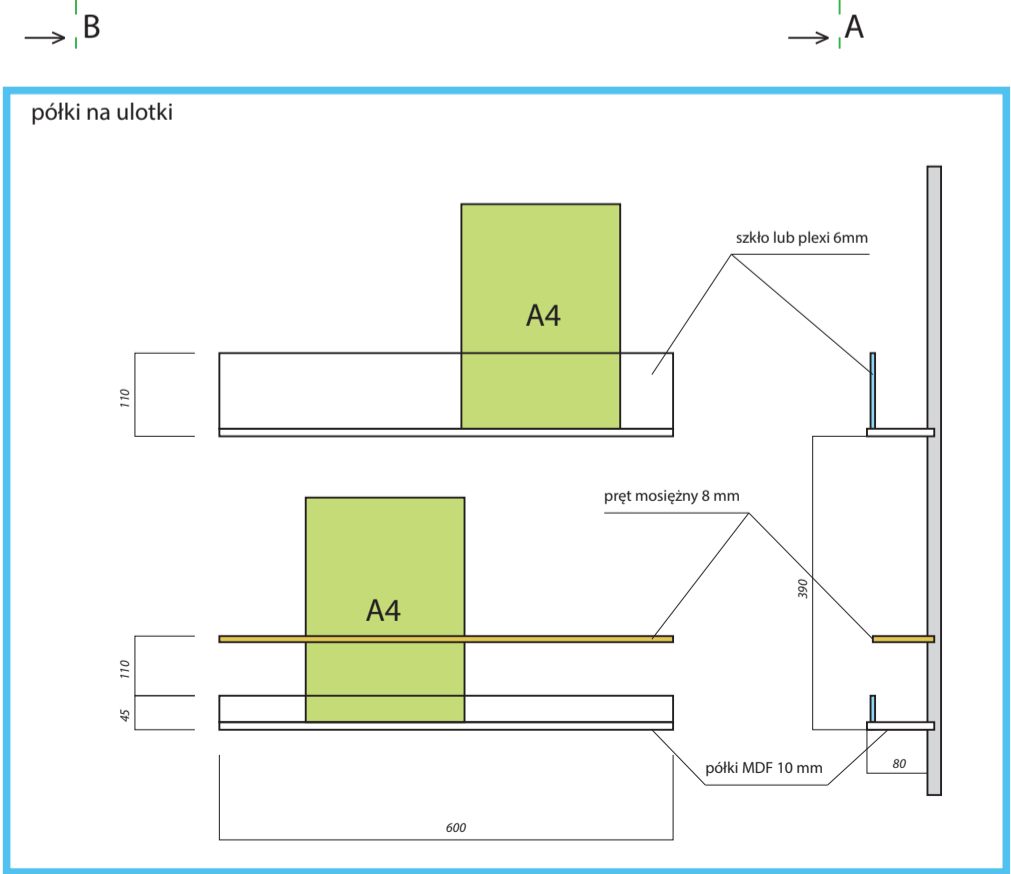 B
A
półki na ulotki
szkło lub plexi 6mm
A4
110
pręt mosiężny 8 mm
390
A4
110
45
80
półki MDF 10 mm
600